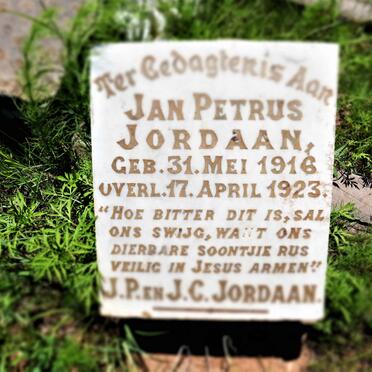 Ter Gedagtenis Aan
JAN PETRUS
JORDAAN,
GEB. 31. MEI 1916
OVERL. 17. APRIL 1923.
"HOE BITTER DIT IS, SAL
ONS SWIJG, WANT ONS
DIERBARE SOONTJIE RUS
VEILIG IN JESUS ARMEN!"
J.P. EN J.C. JORDAAN.